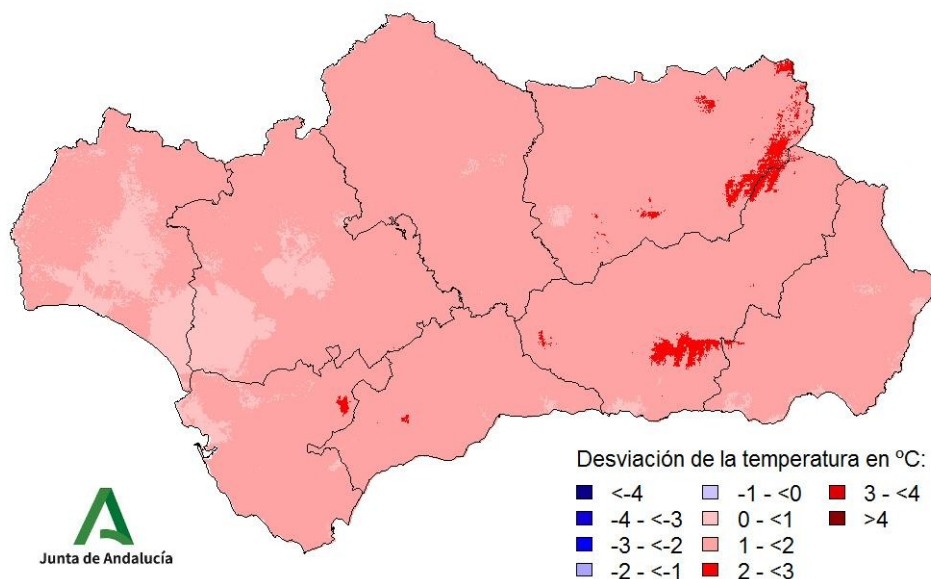 Desviación de la temperatura en ºC:
<-4
-4 - <-3
-3 - <-2
-2 - <-1
-1 - <0
0 - <1
1 - <2
2 - <3
3 - <4
>4
Junta de Andalucía